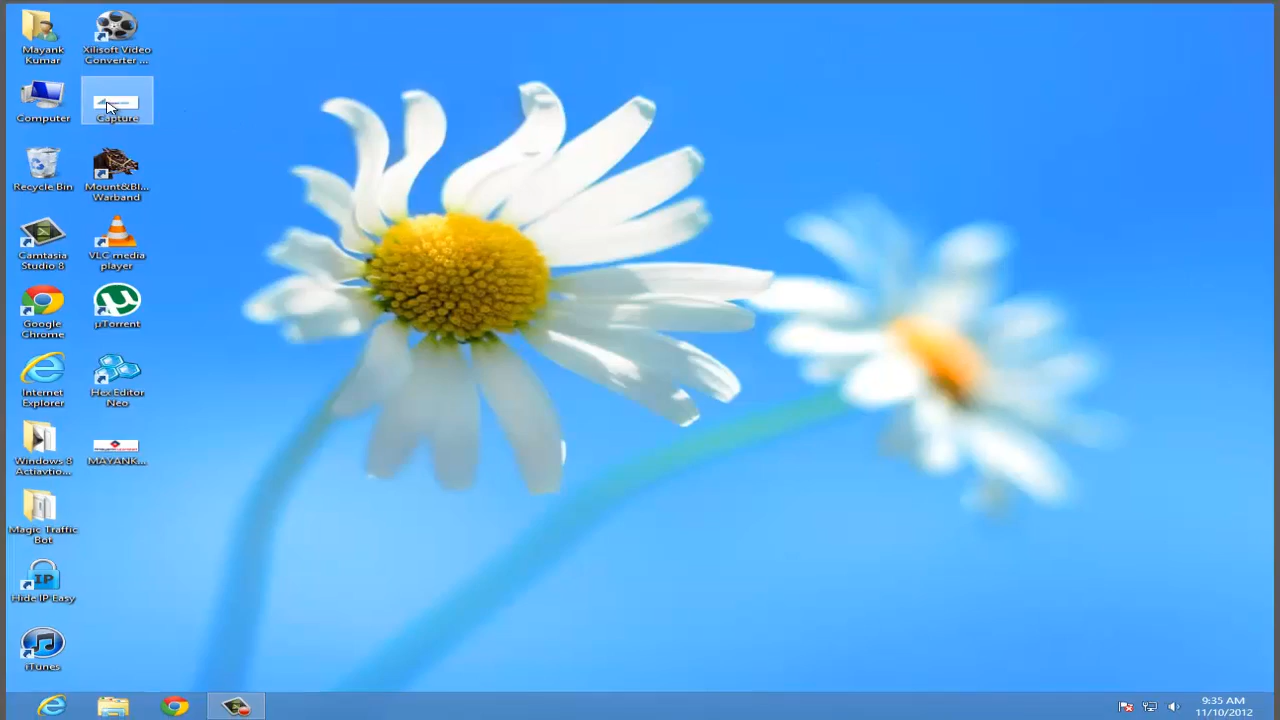 Mayank
Kumar
Xilisoft Video
Converter ...
Computer
Capture
Recycle Bin
Mount&Bl...
Warband
Camtasia
Studio 8
VLC media
player
Google
Chrome
µTorrent
Internet
Explorer
Hex Editor
Neo
Windows 8
Actiavtio...
MAYANK...
Magic Traffic
Bot
IP
Hide IP Easy
iTunes
9:35 AM
11/10/2012